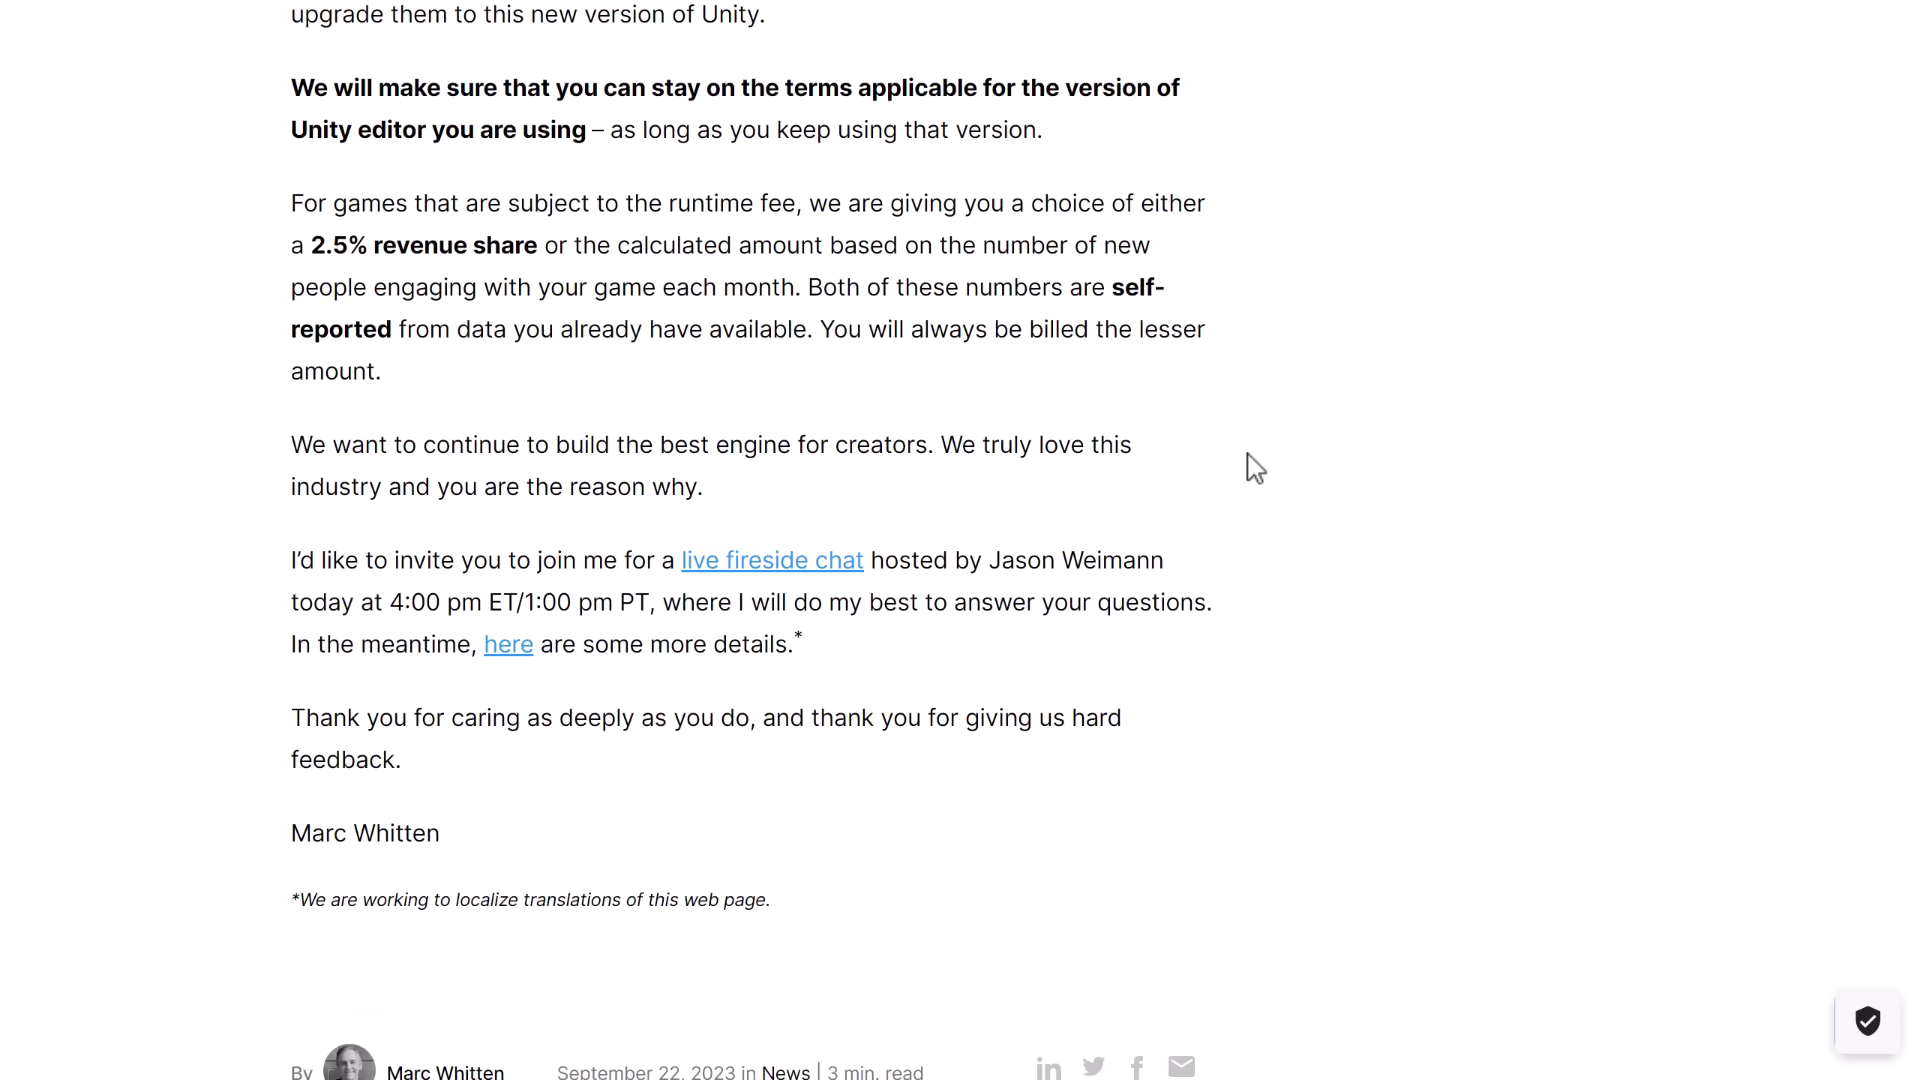 upgrade them to this new version of Unity.
We will make sure that you can stay on the terms applicable for the version of
Unity editor you are using – as long as you keep using that version.
For games that are subject to the runtime fee, we are giving you a choice of either
a 2.5% revenue share or the calculated amount based on the number of new
people engaging with your game each month. Both of these numbers are self-
reported from data you already have available. You will always be billed the lesser
amount.
We want to continue to build the best engine for creators. We truly love this
industry and you are the reason why.
I’d like to invite you to join me for a live fireside chat hosted by Jason Weimann
today at 4:00 pm ET/1:00 pm PT, where I will do my best to answer your questions.
In the meantime, here are some more details.*
Thank you for caring as deeply as you do, and thank you for giving us hard
feedback.
Marc Whitten
*We are working to localize translations of this web page.
By Marc Whitten September 22, 2023 in News | 3 min. read